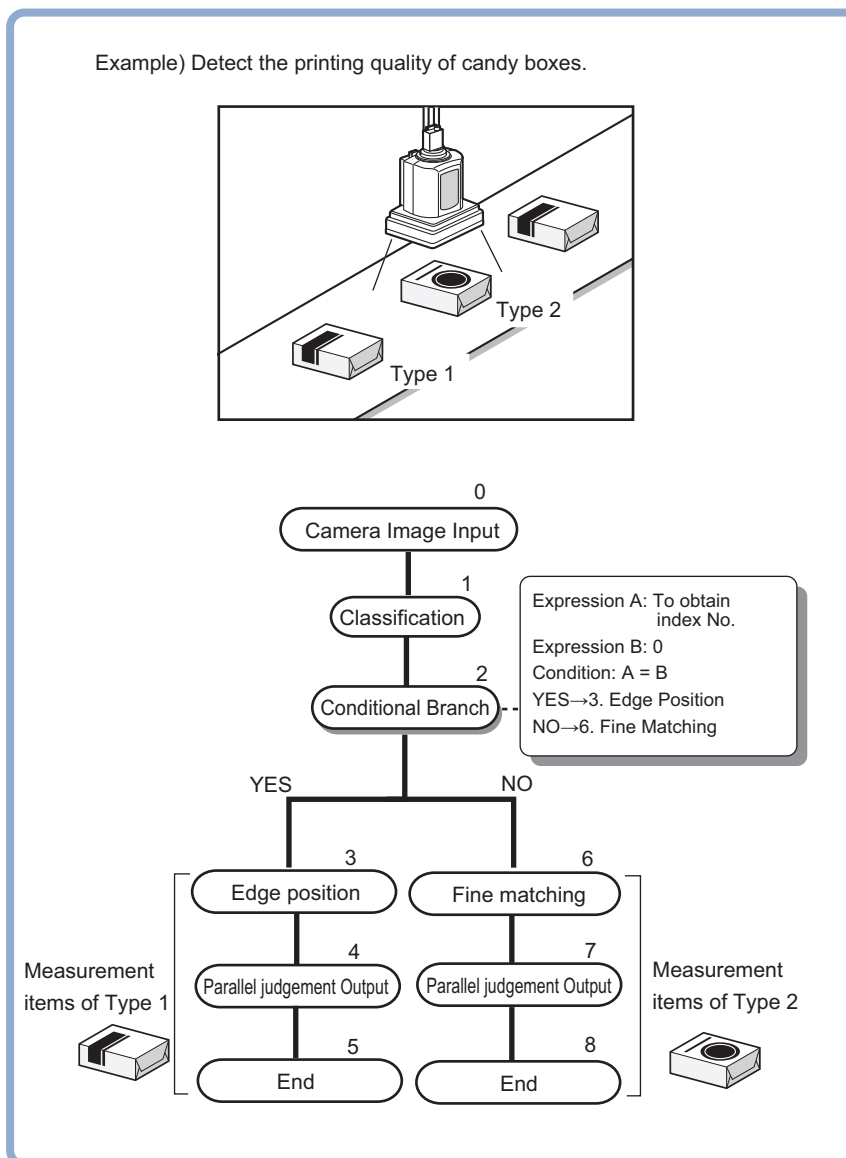 Example) Detect the printing quality of candy boxes.
Type 2
Type 1
0
Camera Image Input
1
Classification
2
Conditional Branch
Expression A: To obtain
index No.
Expression B: 0
Condition: A = B
YES→3. Edge Position
NO→6. Fine Matching
YES
NO
3
Edge position
4
Parallel judgement Output
5
End
Measurement
items of Type 1
6
Fine matching
7
Parallel judgement Output
8
End
Measurement
items of Type 2